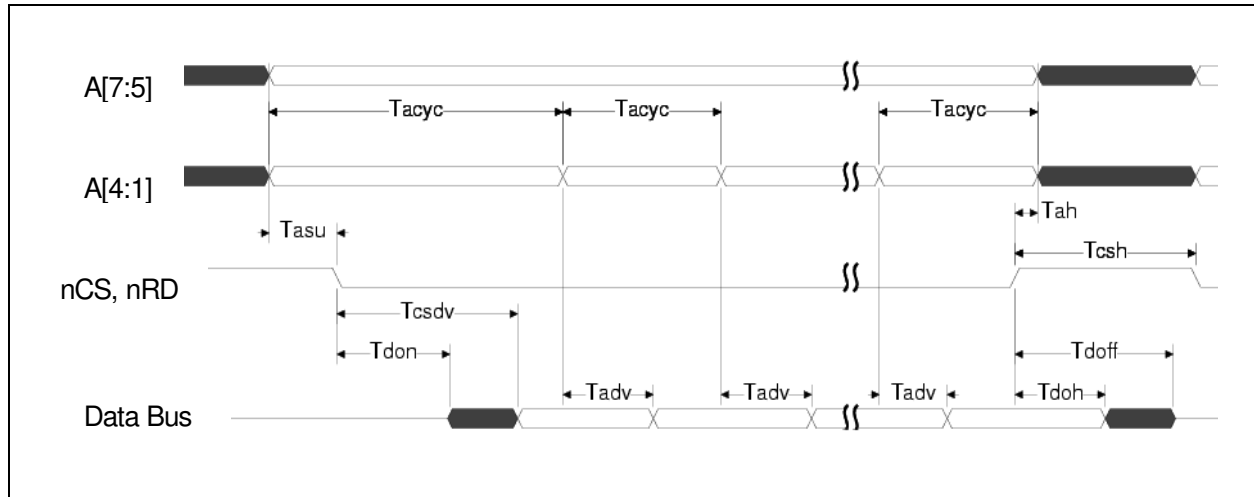 A[7:5]
Tacyc Tacyc Tacyc
A[4:1]
Tah
Tasu
Tcsh
nCS, nRD
Tcsdv
Tdon Tdoff
Tadv Tadv Tadv Tdoh
Data Bus